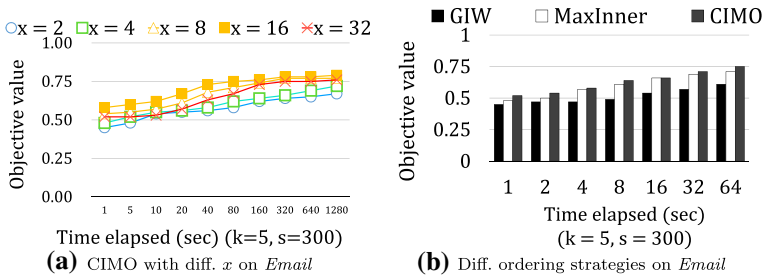 x = 2 x = 4 x = 8 x = 16 x = 32
1.00
0.75
0.50
0.25
0.00
Objective value
1 5 10 20 40 80 160 320 640 1280
Time elapsed (sec) (k=5, s=300)
(a) CIMO with diff. x on Email
GIW MaxInner CIMO
1
0.75
0.5
0.25
0
Objective value
1 2 4 8 16 32 64
Time elapsed (sec)
(k = 5, s = 300)
(b) Diff. ordering strategies on Email